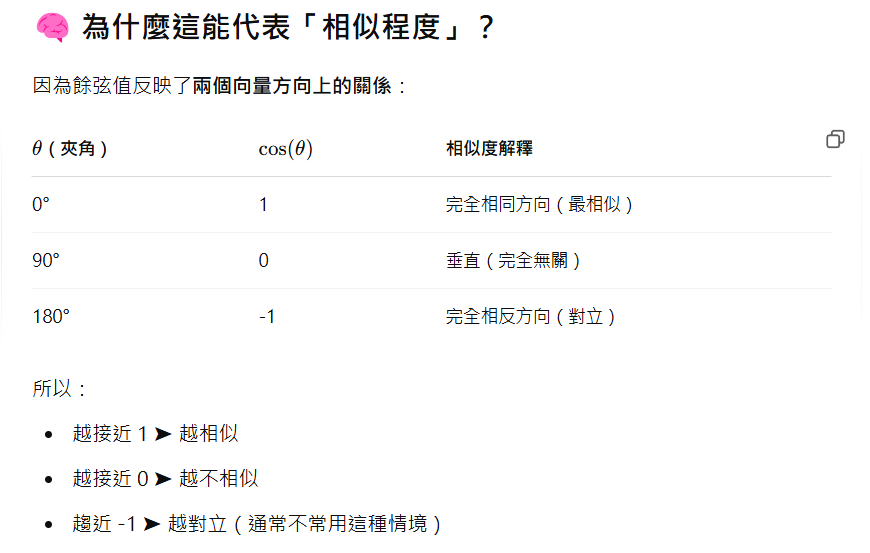 🧠 為什麼這能代表「相似程度」？
因為餘弦值反映了兩個向量方向上的關係：
θ（夾角） cos(θ) 相似度解釋
0° 1 完全相同方向（最相似）
90° 0 垂直（完全無關）
180° -1 完全相反方向（對立）
所以：
• 越接近 1 ➤ 越相似
• 越接近 0 ➤ 越不相似
• 趨近 -1 ➤ 越對立（通常不常用這種情境）